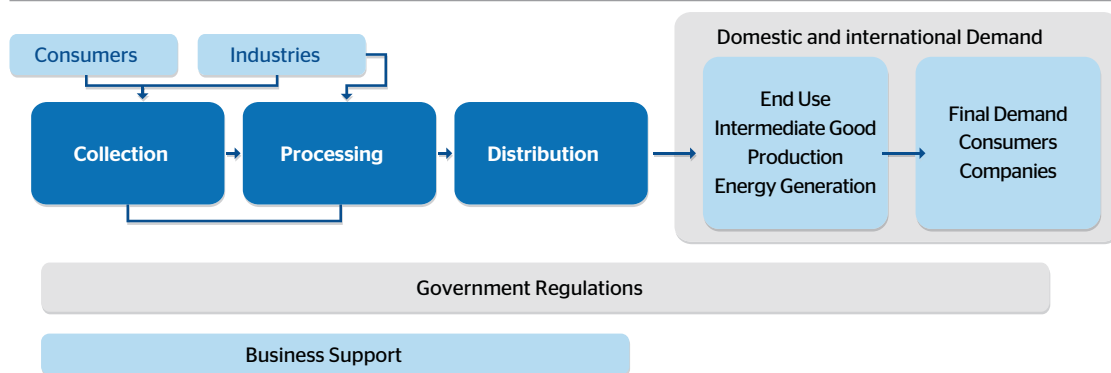 Domestic and international Demand
Consumers
Industries
Collection
Processing
Distribution
End Use
Intermediate Good
Production
Energy Generation
Final Demand
Consumers
Companies
Government Regulations
Business Support